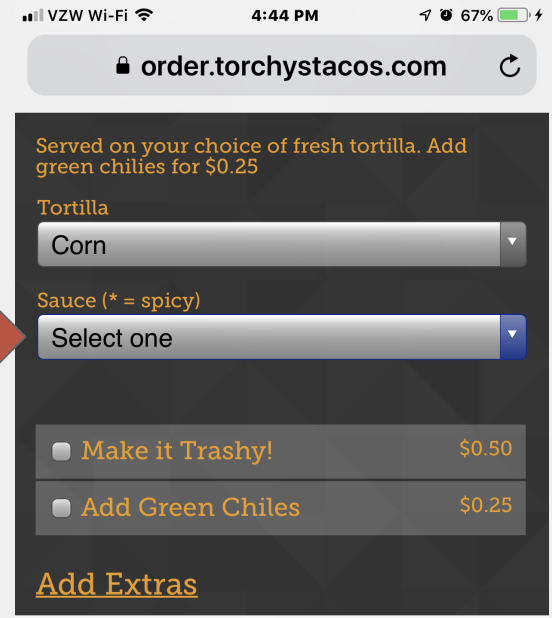 VZW Wi-Fi 4:44 PM 67%
order.torchystacos.com
Served on your choice of fresh tortilla. Add
green chilies for $0.25
Tortilla
Corn
Sauce (* = spicy)
Select one
Make it Trashy! $0.50
Add Green Chiles $0.25
Add Extras